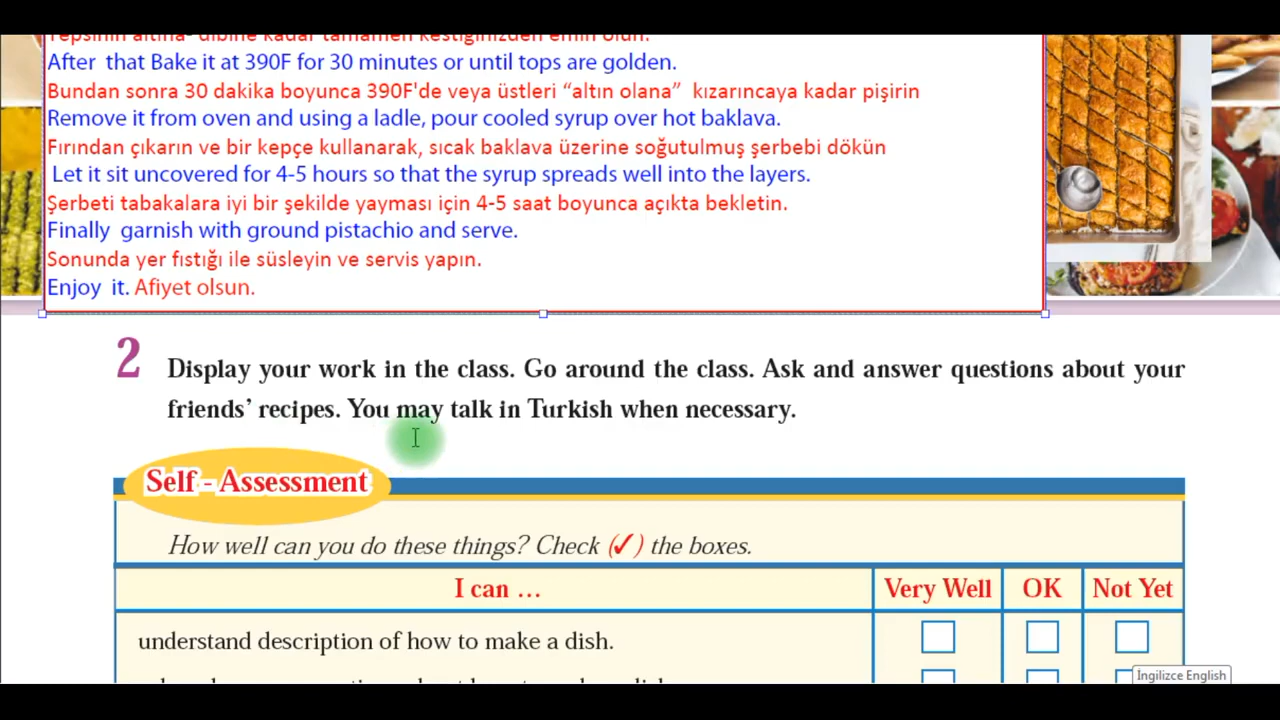 Tepsinin altına- dibine kadar tamamen kestiğinizden emin olun.
After that Bake it at 390F for 30 minutes or until tops are golden.
Bundan sonra 30 dakika boyunca 390F'de veya üstleri “altın olana” kızarıncaya kadar pişirin
Remove it from oven and using a ladle, pour cooled syrup over hot baklava.
Fırından çıkarın ve bir kepçe kullanarak, sıcak baklava üzerine soğutulmuş şerbebi dökün
Let it sit uncovered for 4-5 hours so that the syrup spreads well into the layers.
Şerbeti tabakalara iyi bir şekilde yayması için 4-5 saat boyunca açıkta bekletin.
Finally garnish with ground pistachio and serve.
Sonunda yer fıstığı ile süsleyin ve servis yapın.
Enjoy it. Afiyet olsun.
2 Display your work in the class. Go around the class. Ask and answer questions about your
friends’ recipes. You may talk in Turkish when necessary.
Self - Assessment
How well can you do these things? Check (✓) the boxes.
I can … Very Well OK Not Yet
understand description of how to make a dish.
İngilizce English